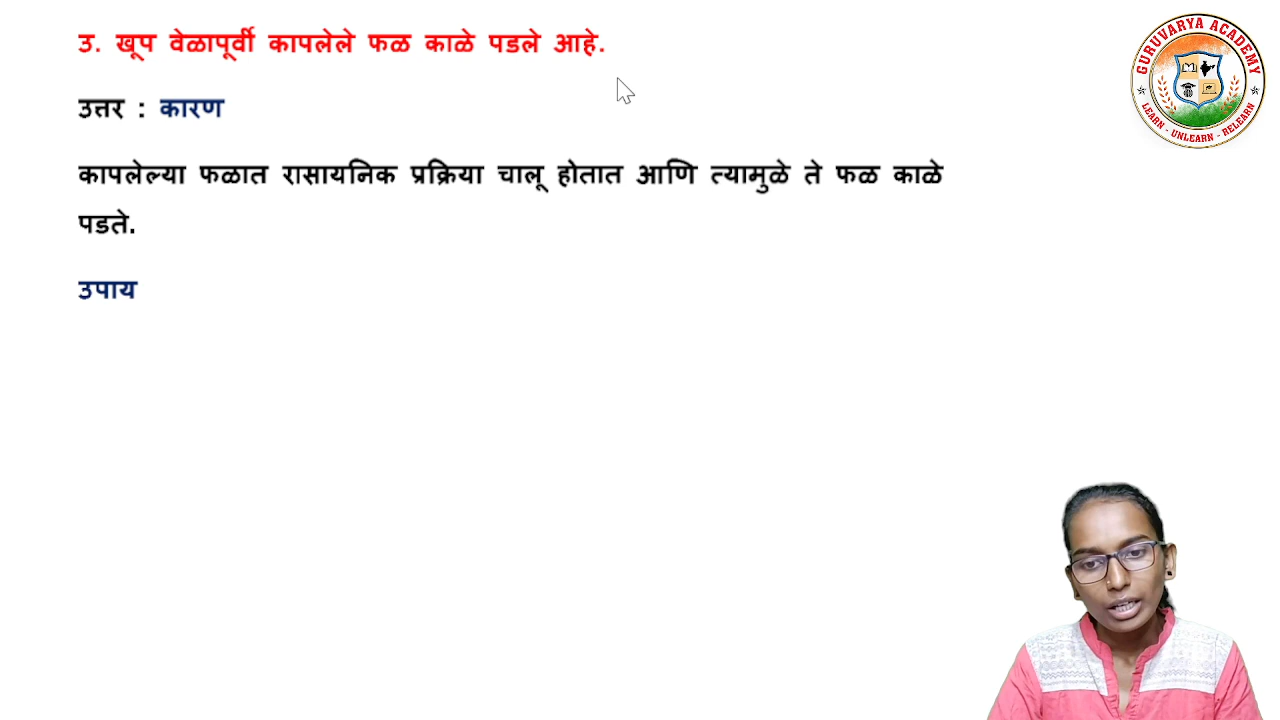 उ. खूप वेळापूर्वी कापलेले फळ काळे पडले आहे.
उत्तर : कारण
कापलेल्या फळात रासायनिक प्रक्रिया चालू होतात आणि त्यामुळे ते फळ काळे
पडते.
उपाय
GURUVARYA ACADEMY
LEARN - UNLEARN - RELEARN